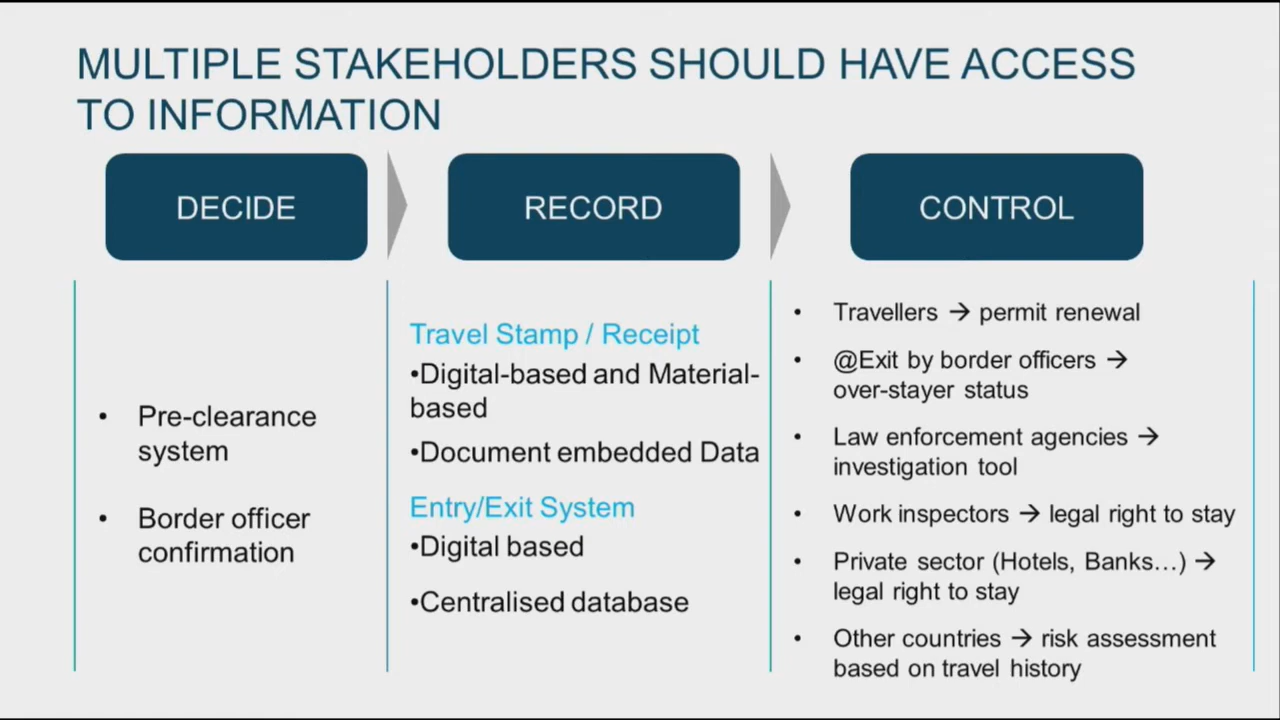 MULTIPLE STAKEHOLDERS SHOULD HAVE ACCESS
TO INFORMATION
DECIDE
RECORD
CONTROL
• Pre-clearance
system
• Border officer
confirmation
Travel Stamp / Receipt
•Digital-based and Material-
based
•Document embedded Data
Entry/Exit System
•Digital based
•Centralised database
• Travellers → permit renewal
• @Exit by border officers →
over-stayer status
• Law enforcement agencies →
investigation tool
• Work inspectors → legal right to stay
• Private sector (Hotels, Banks…) →
legal right to stay
• Other countries → risk assessment
based on travel history